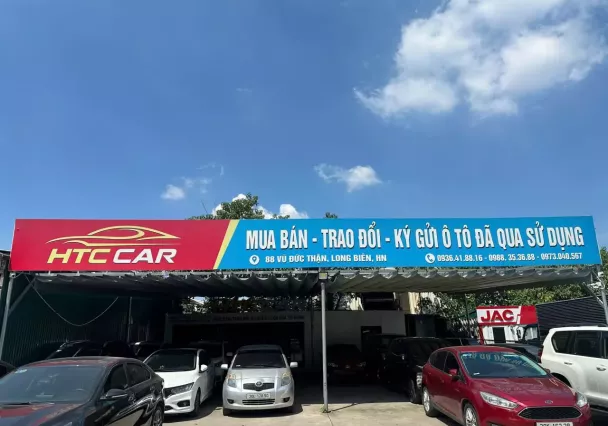 HTC CAR
MUA BÁN - TRAO ĐỔI - KÝ GỬI Ô TÔ ĐÃ QUA SỬ DỤNG
88 VŨ ĐỨC THẬN, LONG BIÊN, HN
0936.41.88.16 - 0988. 35.36.88 - 0973.040.567
JAC